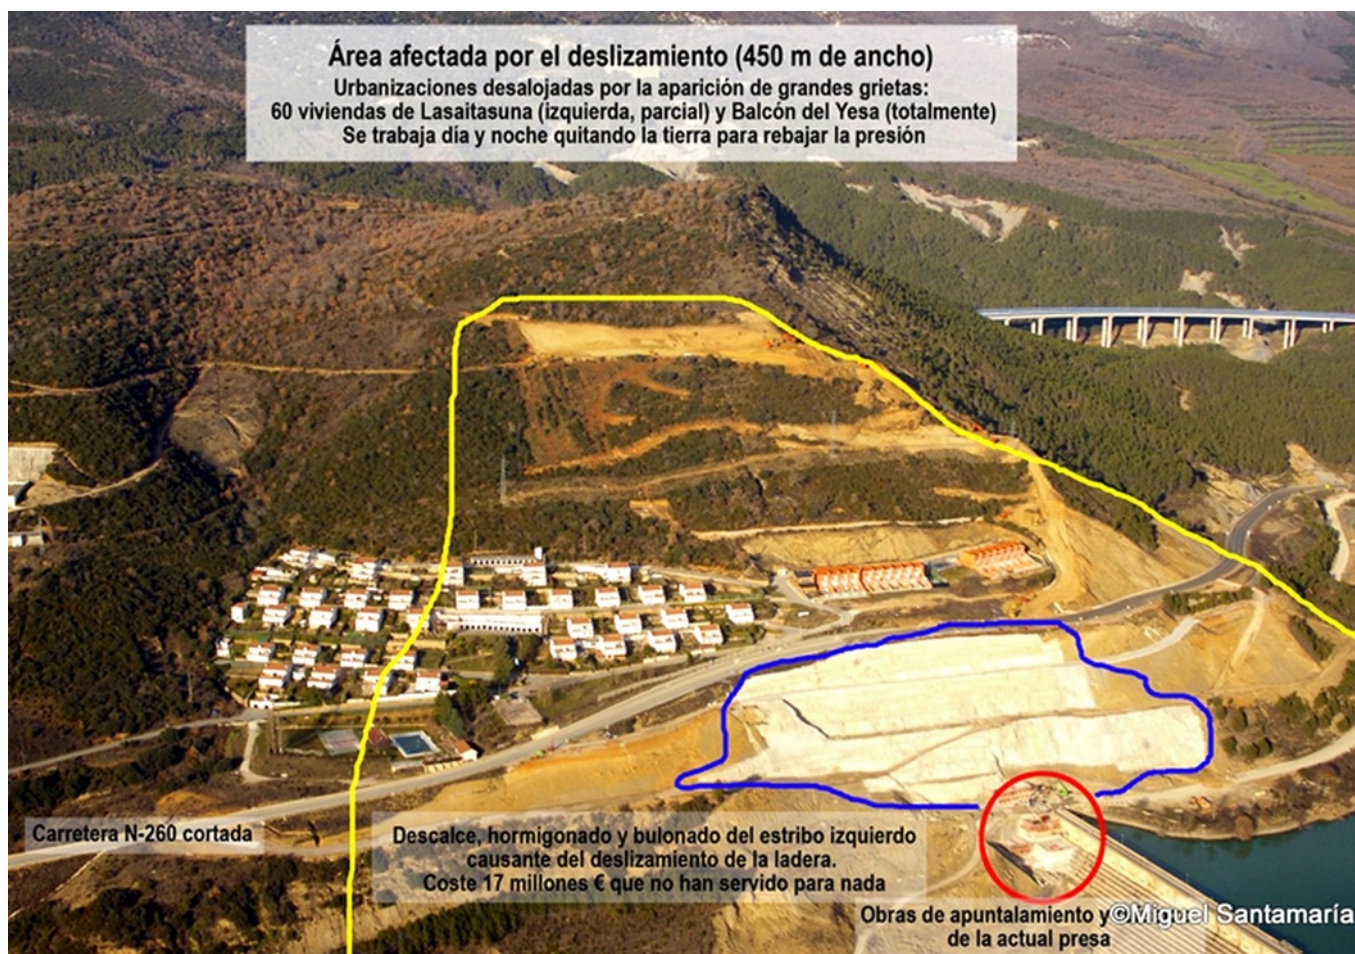 Área afectada por el deslizamiento (450 m de ancho)
Urbanizaciones desalojadas por la aparición de grandes grietas:
60 viviendas de Lasaitasuna (izquierda, parcial) y Balcón del Yesa (totalmente)
Se trabaja día y noche quitando la tierra para rebajar la presión
Carretera N-260 cortada
Descalce, hormigonado y bulonado del estribo izquierdo
causante del deslizamiento de la ladera.
Coste 17 millones € que no han servido para nada
Obras de apuntalamiento y
de la actual presa
©Miguel Santamaría